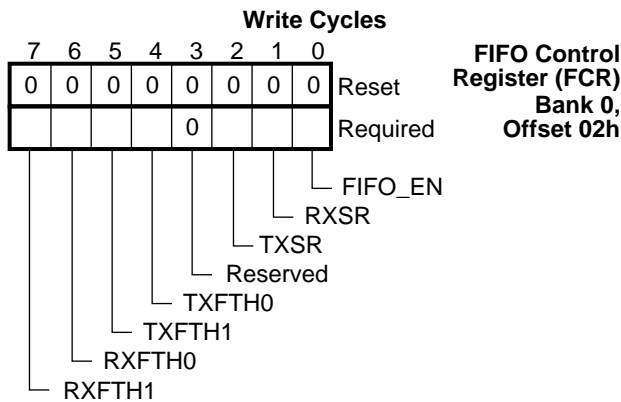 Write Cycles
7 6 5 4 3 2 1 0
FIFO Control
Register (FCR)
Bank 0,
Offset 02h
0 0 0 0 0 0 0 0 Reset
0 Required
FIFO_EN
RXSR
TXSR
Reserved
TXFTH0
TXFTH1
RXFTH0
RXFTH1